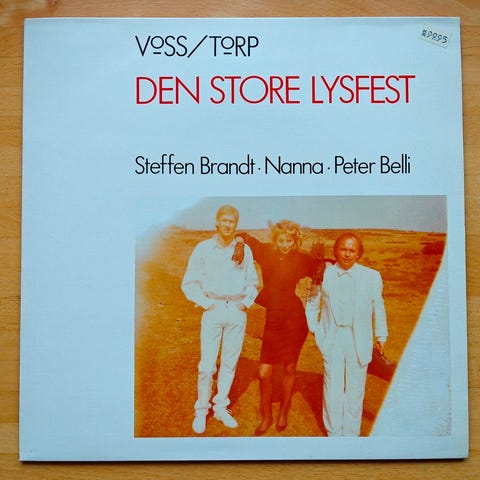 VOSS/TORP
DEN STORE LYSFEST
Steffen Brandt · Nanna · Peter Belli